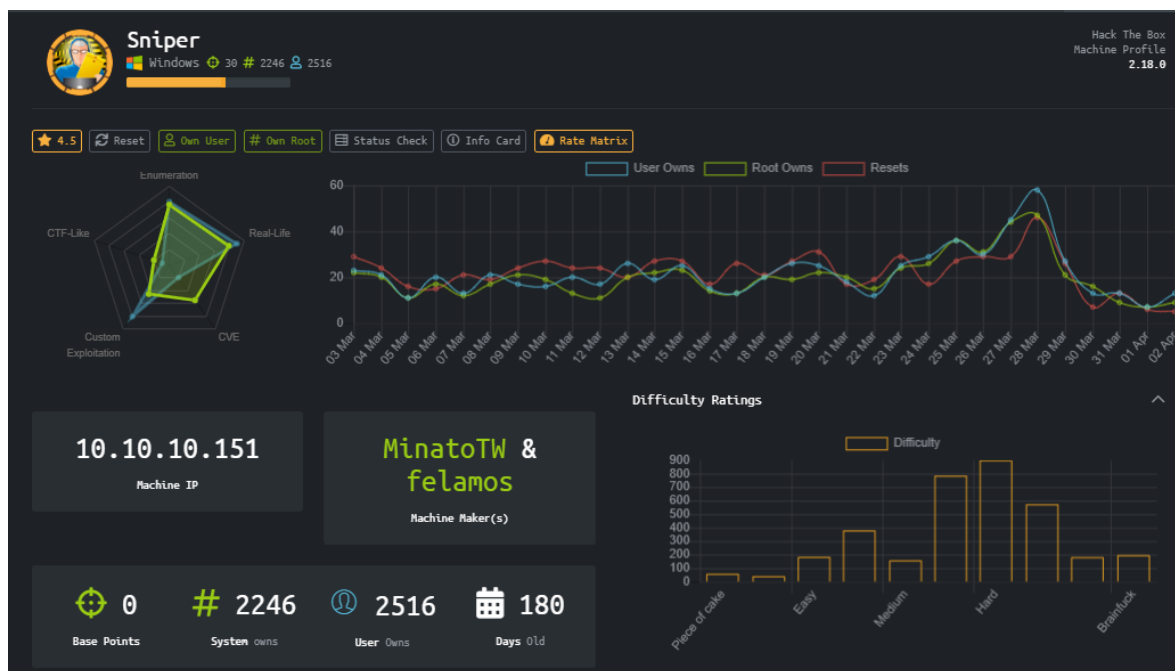 Sniper
Windows 30 # 2246 2516
Hack The Box
Machine Profile
2.18.0
4.5 Reset Own User # Own Root Status Check Info Card Rate Matrix
Enumeration
CTF-Like
Real-Life
Custom
Exploitation
CVE
User Owns Root Owns Resets
60
40
20
0
03 Mar 04 Mar 05 Mar 06 Mar 07 Mar 08 Mar 09 Mar 10 Mar 11 Mar 12 Mar 13 Mar 14 Mar 15 Mar 16 Mar 17 Mar 18 Mar 19 Mar 20 Mar 21 Mar 22 Mar 23 Mar 24 Mar 25 Mar 26 Mar 27 Mar 28 Mar 29 Mar 30 Mar 31 Mar 01 Apr 02 Apr
10.10.10.151
Machine IP
MinatoTW &
felamos
Machine Maker(s)
0 # 2246 2516 180
Base Points System owns User Owns Days Old
Difficulty Ratings
Difficulty
900
800
700
600
500
400
300
200
100
0
Piece of cake Easy Medium Hard Brainfuck